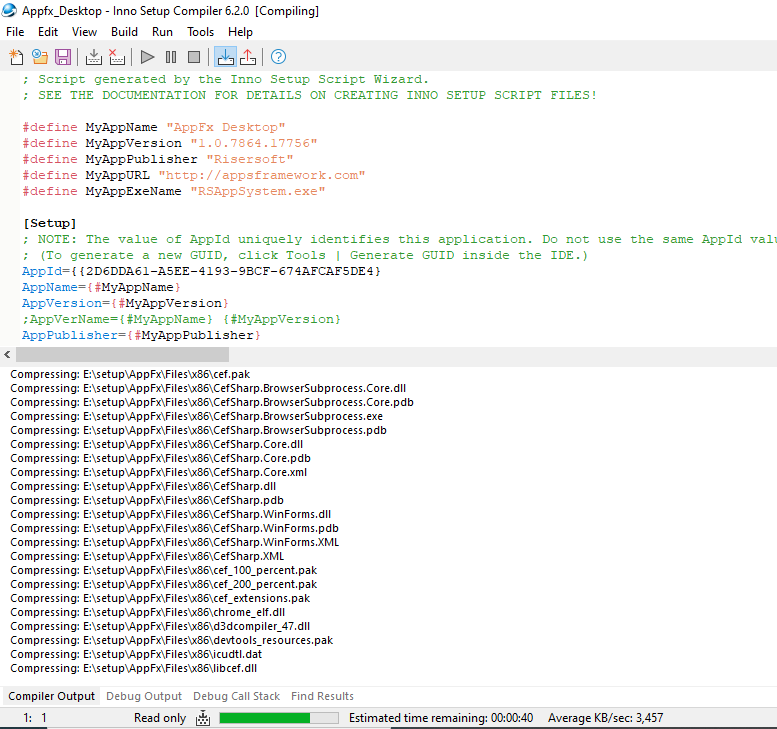 Appfx_Desktop - Inno Setup Compiler 6.2.0 [Compiling]
File Edit View Build Run Tools Help
; Script generated by the Inno Setup Script Wizard.
; SEE THE DOCUMENTATION FOR DETAILS ON CREATING INNO SETUP SCRIPT FILES!
#define MyAppName "AppFx Desktop"
#define MyAppVersion "1.0.7864.17756"
#define MyAppPublisher "Risersoft"
#define MyAppURL "http://appsframework.com"
#define MyAppExeName "RSAppSystem.exe"
[Setup]
; NOTE: The value of AppId uniquely identifies this application. Do not use the same AppId valu
; (To generate a new GUID, click Tools | Generate GUID inside the IDE.)
AppId={{2D6DDA61-A5EE-4193-9BCF-674AFCAF5DE4}
AppName={#MyAppName}
AppVersion={#MyAppVersion}
;AppVerName={#MyAppName} {#MyAppVersion}
AppPublisher={#MyAppPublisher}
Compressing: E:\setup\AppFx\Files\x86\cef.pak
Compressing: E:\setup\AppFx\Files\x86\CefSharp.BrowserSubprocess.Core.dll
Compressing: E:\setup\AppFx\Files\x86\CefSharp.BrowserSubprocess.Core.pdb
Compressing: E:\setup\AppFx\Files\x86\CefSharp.BrowserSubprocess.exe
Compressing: E:\setup\AppFx\Files\x86\CefSharp.BrowserSubprocess.pdb
Compressing: E:\setup\AppFx\Files\x86\CefSharp.Core.dll
Compressing: E:\setup\AppFx\Files\x86\CefSharp.Core.pdb
Compressing: E:\setup\AppFx\Files\x86\CefSharp.Core.xml
Compressing: E:\setup\AppFx\Files\x86\CefSharp.dll
Compressing: E:\setup\AppFx\Files\x86\CefSharp.pdb
Compressing: E:\setup\AppFx\Files\x86\CefSharp.WinForms.dll
Compressing: E:\setup\AppFx\Files\x86\CefSharp.WinForms.pdb
Compressing: E:\setup\AppFx\Files\x86\CefSharp.WinForms.XML
Compressing: E:\setup\AppFx\Files\x86\CefSharp.XML
Compressing: E:\setup\AppFx\Files\x86\cef_100_percent.pak
Compressing: E:\setup\AppFx\Files\x86\cef_200_percent.pak
Compressing: E:\setup\AppFx\Files\x86\cef_extensions.pak
Compressing: E:\setup\AppFx\Files\x86\chrome_elf.dll
Compressing: E:\setup\AppFx\Files\x86\d3dcompiler_47.dll
Compressing: E:\setup\AppFx\Files\x86\devtools_resources.pak
Compressing: E:\setup\AppFx\Files\x86\icudtl.dat
Compressing: E:\setup\AppFx\Files\x86\libcef.dll
Compiler Output Debug Output Debug Call Stack Find Results
1: 1 Read only Estimated time remaining: 00:00:40 Average KB/sec: 3,457